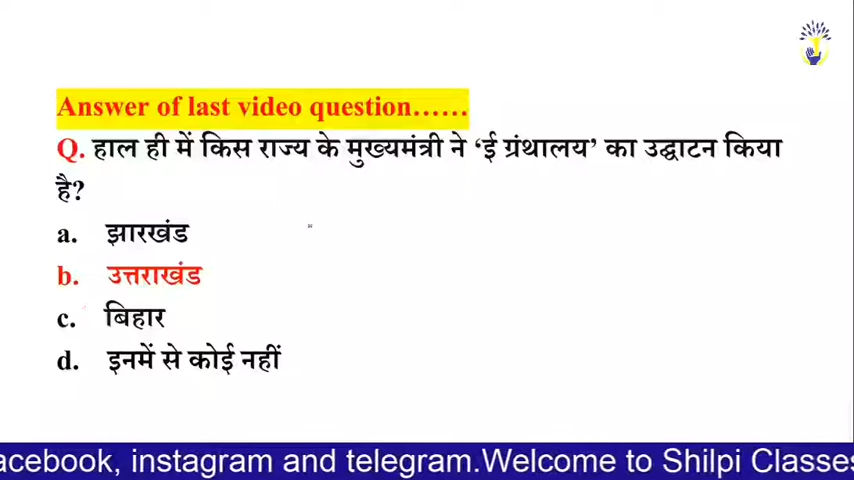 Answer of last video question……
Q. हाल ही में किस राज्य के मुख्यमंत्री ने ‘ई ग्रंथालय’ का उद्घाटन किया
है?
a. झारखंड
b. उत्तराखंड
c. बिहार
d. इनमें से कोई नहीं
acebook, instagram and telegram.Welcome to Shilpi Classes